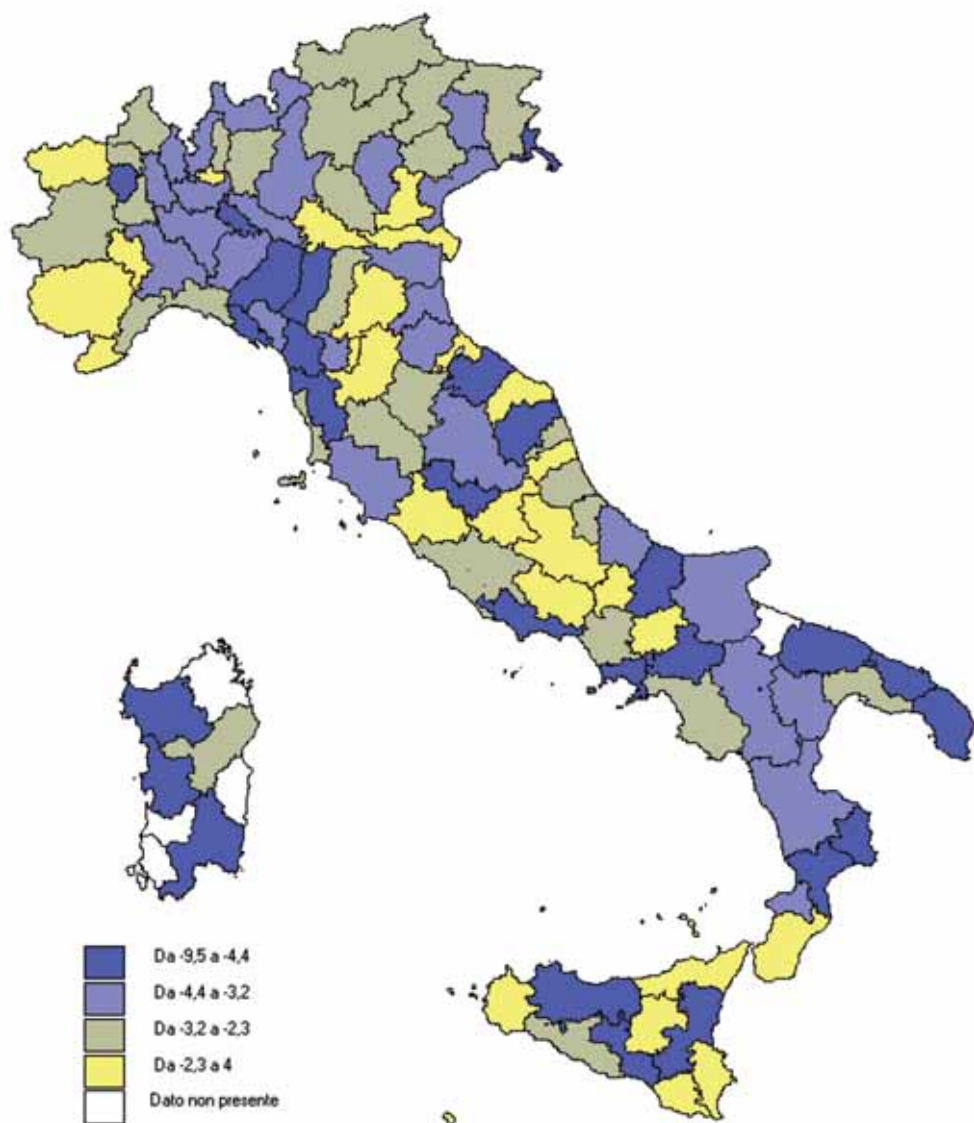 Da -9,5 a -4,4
Da -4,4 a -3,2
Da -3,2 a -2,3
Da -2,3 a 4
Dato non presente